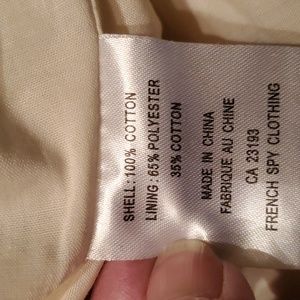 SHELL: 100% COTTON
LINING: 65% POLYESTER
35% COTTON
MADE IN CHINA
FABRIQUE AU CHINE
CA 23193
FRENCH SPY CLOTHING